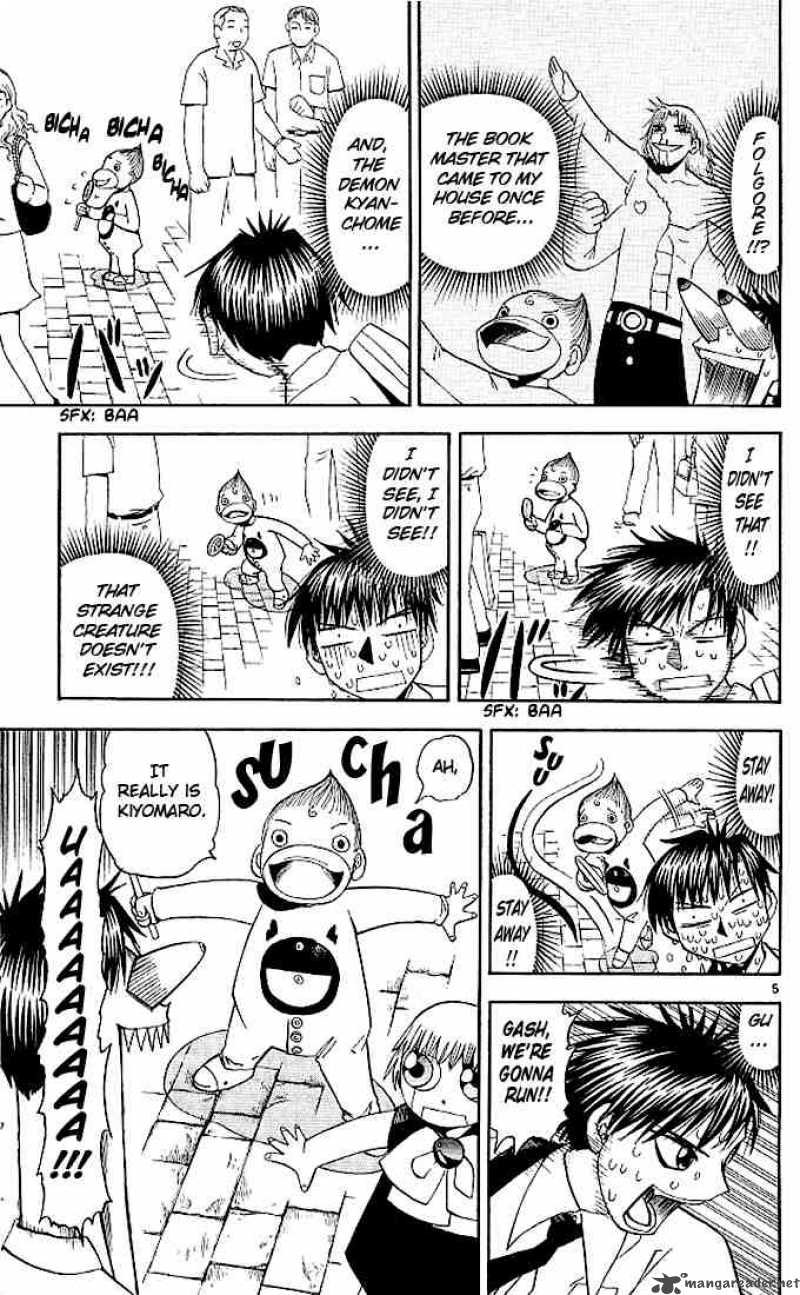 FOLGORE!!?
THE BOOK
MASTER THAT
CAME TO MY
HOUSE ONCE
BEFORE...
AND,
THE
DEMON
KYAN-
CHOME
...
BICHA
BICHA
BICHA
SFX: BAA
I
DIDN'T
SEE
THAT
!!
SFX: BAA
I
DIDN'T
SEE, I
DIDN'T
SEE!!
THAT
STRANGE
CREATURE
DOESN'T
EXIST!!!
STAY
AWAY!
SUU
STAY
AWAY
!!
5
GU
...
GASH,
WE'RE
GONNA
RUN!!
AH,
SU
Cha
IT
REALLY IS
KIYOMARO.
UAAAAAAAAAA!!!
mangareader.net